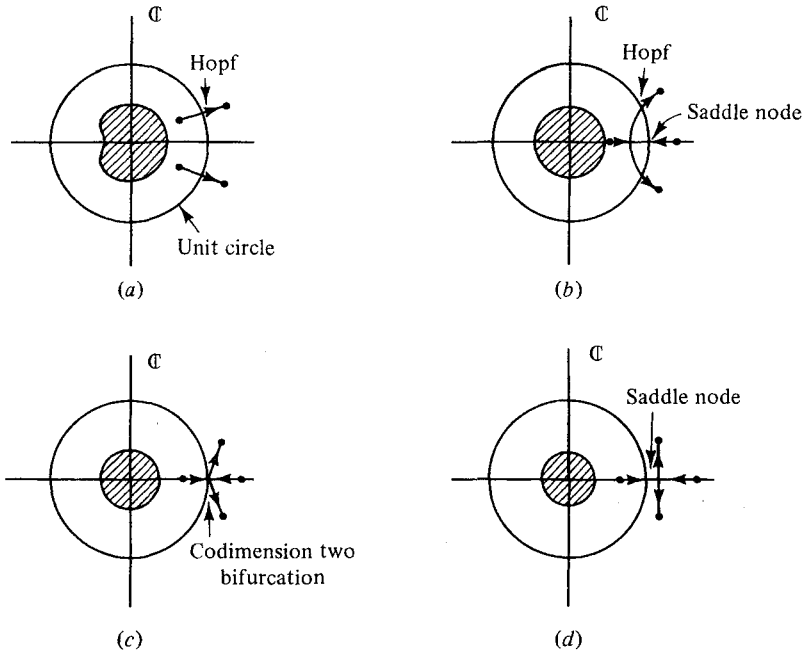 ℂ
Hopf
Unit circle
(a)
Hopf
Saddle node
(b)
ℂ
Codimension two
bifurcation
(c)
ℂ
Saddle node
(d)